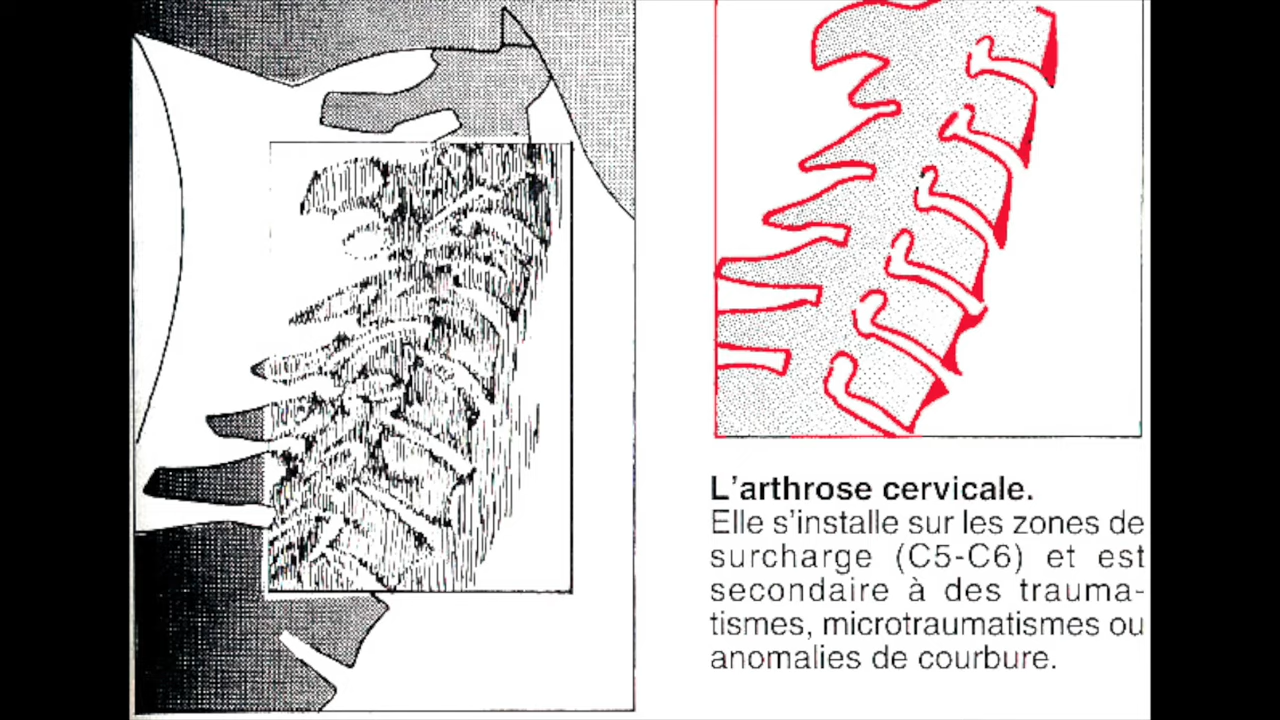 L'arthrose cervicale.
Elle s'installe sur les zones de
surcharge (C5-C6) et est
secondaire à des trauma-
tismes, microtraumatismes ou
anomalies de courbure.